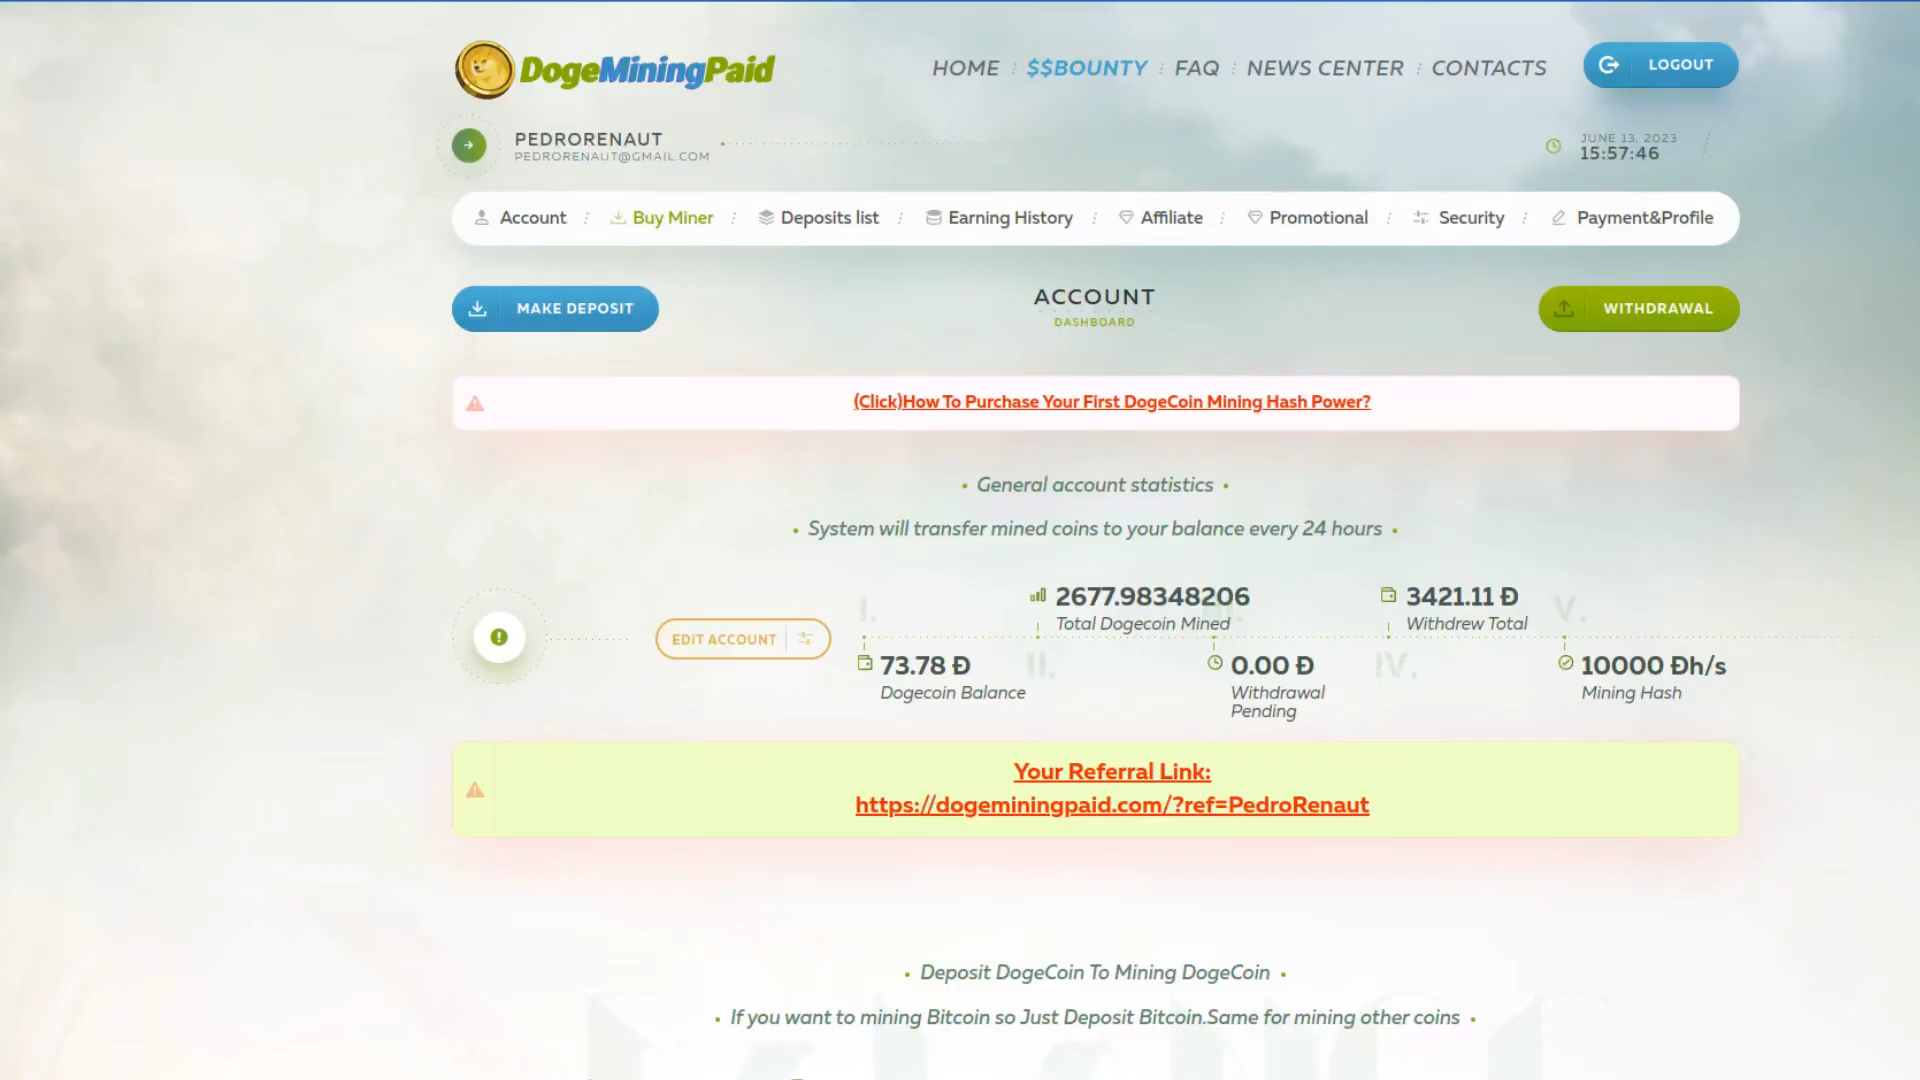 DogeMiningPaid
HOME $$BOUNTY FAQ NEWS CENTER CONTACTS LOGOUT
PEDRORENAUT
PEDRORENAUT@GMAIL.COM
JUNE 13, 2023
15:57:46
Account Buy Miner Deposits list Earning History Affiliate Promotional Security Payment&Profile
MAKE DEPOSIT
ACCOUNT
DASHBOARD
WITHDRAWAL
(Click)How To Purchase Your First DogeCoin Mining Hash Power?
• General account statistics •
• System will transfer mined coins to your balance every 24 hours •
EDIT ACCOUNT
I.
73.78 Đ
Dogecoin Balance
II.
2677.98348206
Total Dogecoin Mined
0.00 Đ
Withdrawal
Pending
IV.
3421.11 Đ
Withdrew Total
V.
10000 Đh/s
Mining Hash
Your Referral Link:
https://dogeminingpaid.com/?ref=PedroRenaut
• Deposit DogeCoin To Mining DogeCoin •
• If you want to mining Bitcoin so Just Deposit Bitcoin.Same for mining other coins •